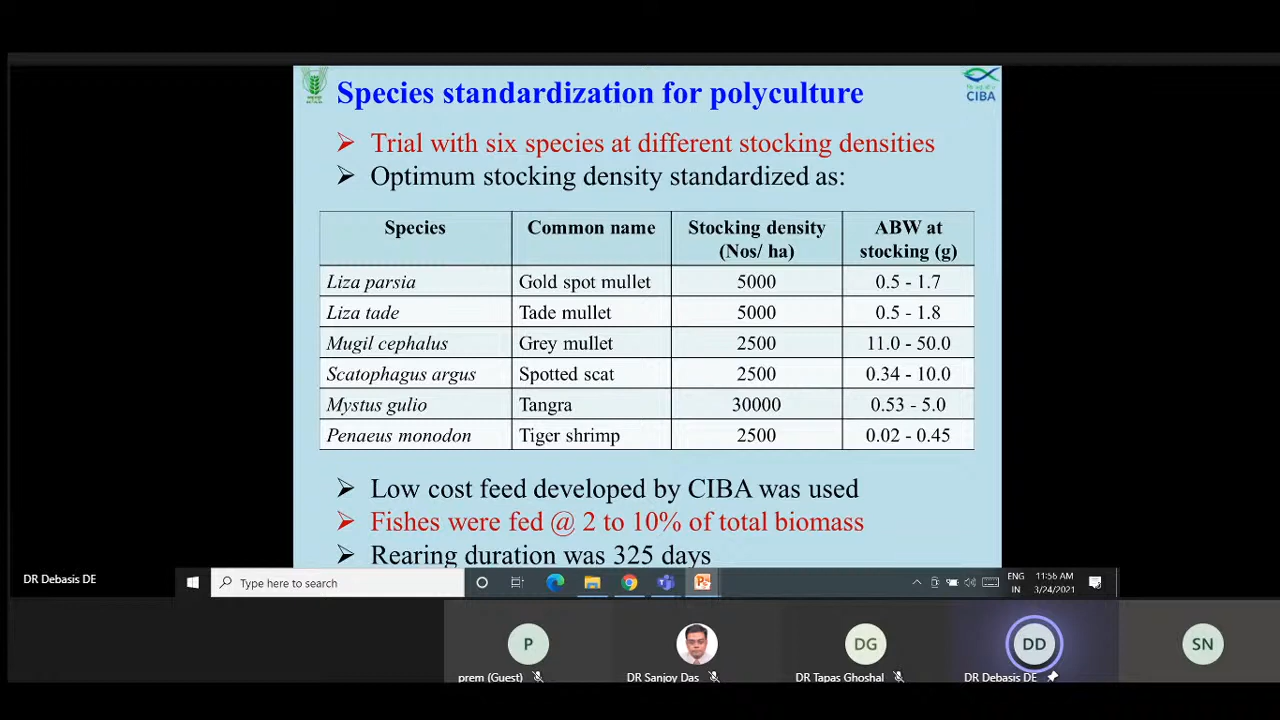 Species standardization for polyculture
CIBA
➢ Trial with six species at different stocking densities
➢ Optimum stocking density standardized as:
Species Common name Stocking density (Nos/ ha) ABW at stocking (g)
Liza parsia Gold spot mullet 5000 0.5 - 1.7
Liza tade Tade mullet 5000 0.5 - 1.8
Mugil cephalus Grey mullet 2500 11.0 - 50.0
Scatophagus argus Spotted scat 2500 0.34 - 10.0
Mystus gulio Tangra 30000 0.53 - 5.0
Penaeus monodon Tiger shrimp 2500 0.02 - 0.45
➢ Low cost feed developed by CIBA was used
➢ Fishes were fed @ 2 to 10% of total biomass
➢ Rearing duration was 325 days
DR Debasis DE
Type here to search
ENG
IN
11:56 AM
3/24/2021
P
DG
DD
SN
prem (Guest)
DR Sanjoy Das
DR Tapas Ghoshal
DR Debasis DE